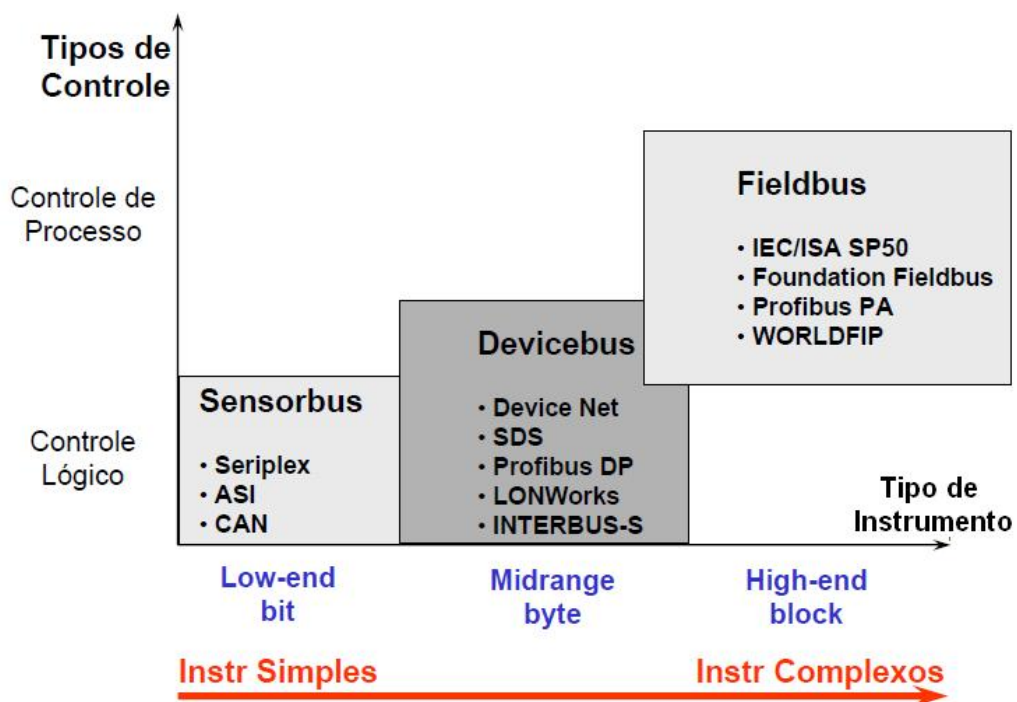 Tipos de
Controle
Controle de
Processo
Fieldbus
• IEC/ISA SP50
• Foundation Fieldbus
• Profibus PA
• WORLDFIP
Devicebus
• Device Net
• SDS
• Profibus DP
• LONWorks
• INTERBUS-S
Sensorbus
• Seriplex
• ASI
• CAN
Controle
Lógico
Tipo de
Instrumento
Low-end
bit
Midrange
byte
High-end
block
Instr Simples
Instr Complexos